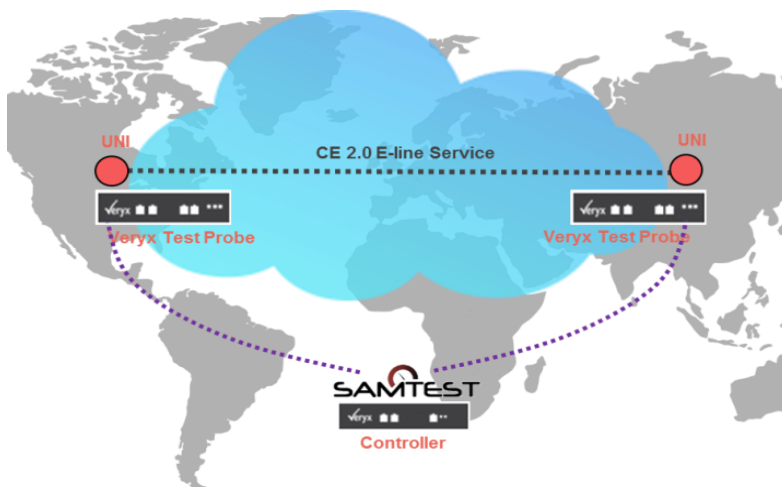 UNI
UNI
CE 2.0 E-line Service
Veryx
Veryx
Veryx Test Probe
Veryx Test Probe
SAMTEST
Veryx
Controller